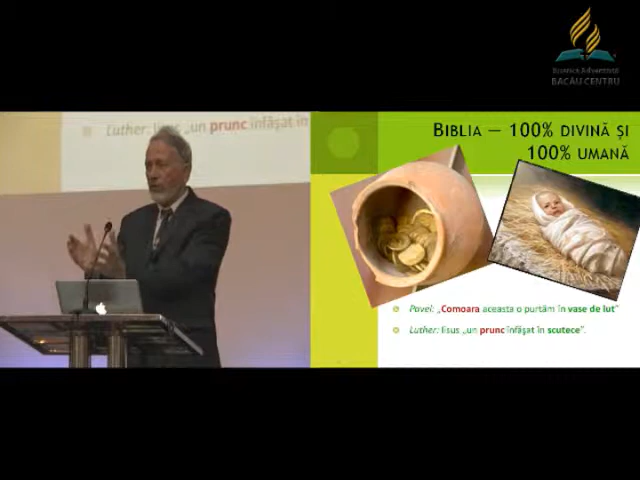 Biserica Adventistă
BACĂU CENTRU
Luther: Iisus „un prunc înfășat în
BIBLIA – 100% DIVINĂ ȘI
100% UMANĂ
Pavel: „Comoara aceasta o purtăm în vase de lut”
Luther: Iisus „un prunc înfășat în scutece”.